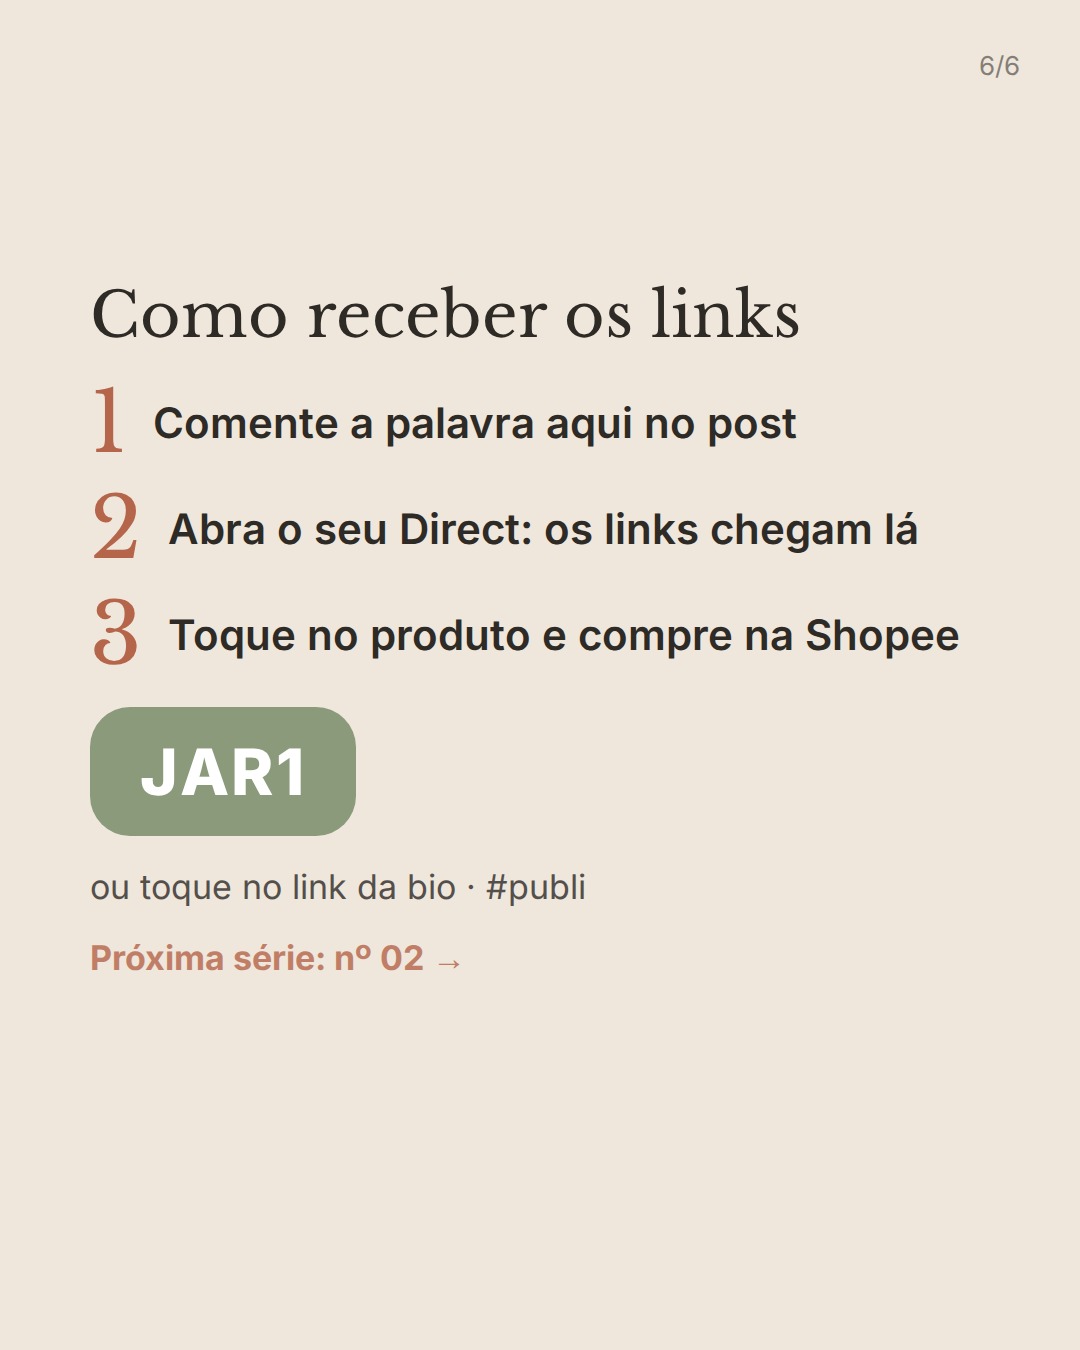 6/6
Como receber os links
1 Comente a palavra aqui no post
2 Abra o seu Direct: os links chegam lá
3 Toque no produto e compre na Shopee
JAR1
ou toque no link da bio · #publi
Próxima série: nº 02 →